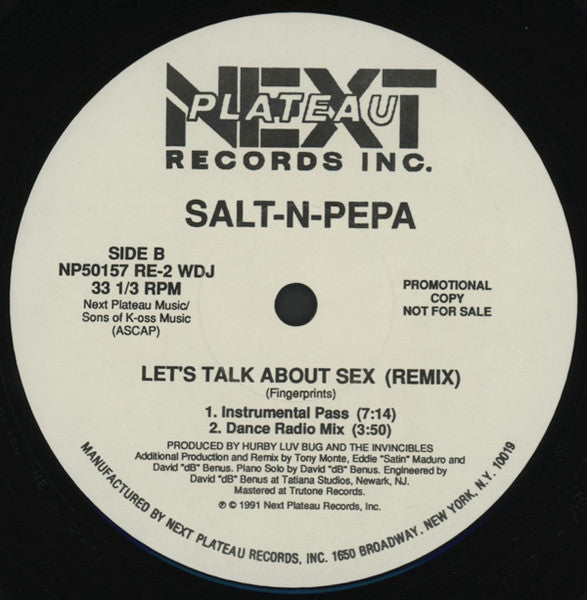 NEXT
PLATEAU
RECORDS INC.
SALT-N-PEPA
SIDE B
NP50157 RE-2 WDJ
33 1/3 RPM
Next Plateau Music/
Sons of K-oss Music
(ASCAP)
PROMOTIONAL
COPY
NOT FOR SALE
LET'S TALK ABOUT SEX (REMIX)
(Fingerprints)
1. Instrumental Pass (7:14)
2. Dance Radio Mix (3:50)
PRODUCED BY HURBY LUV BUG AND THE INVINCIBLES
Additional Production and Remix by Tony Monte, Eddie "Satin" Maduro and
David "dB" Benus. Piano Solo by David "dB" Benus. Engineered by
David "dB" Benus at Tatiana Studios, Newark, NJ.
Mastered at Trutone Records.
℗ © 1991 Next Plateau Records, Inc.
MANUFACTURED BY NEXT PLATEAU RECORDS, INC. 1650 BROADWAY, NEW YORK, N.Y. 10019